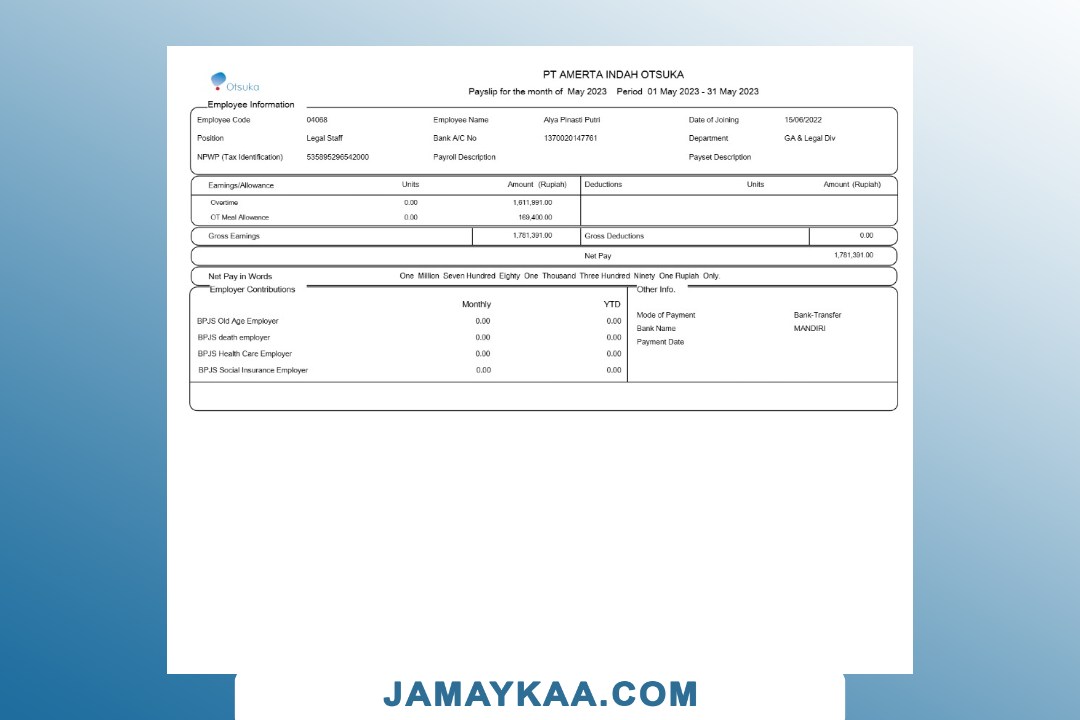 Otsuka
PT AMERTA INDAH OTSUKA
Payslip for the month of May 2023 Period 01 May 2023 - 31 May 2023
Employee Information
Employee Code 04068 Employee Name Alya Pinasti Putri Date of Joining 15/06/2022
Position Legal Staff Bank A/C No 1370020147761 Department GA & Legal Div
NPWP (Tax Identification) 535895296542000 Payroll Description Payset Description
Earnings/Allowance Units Amount (Rupiah) Deductions Units Amount (Rupiah)
Overtime 0.00 1,611,991.00
OT Meal Allowance 0.00 169,400.00
Gross Earnings 1,781,391.00 Gross Deductions 0.00
Net Pay 1,781,391.00
Net Pay in Words One Million Seven Hundred Eighty One Thousand Three Hundred Ninety One Rupiah Only.
Employer Contributions Other Info.
Monthly YTD
BPJS Old Age Employer 0.00 0.00
BPJS death employer 0.00 0.00
BPJS Health Care Employer 0.00 0.00
BPJS Social Insurance Employer 0.00 0.00
Mode of Payment Bank-Transfer
Bank Name MANDIRI
Payment Date
JAMAYKAA.COM